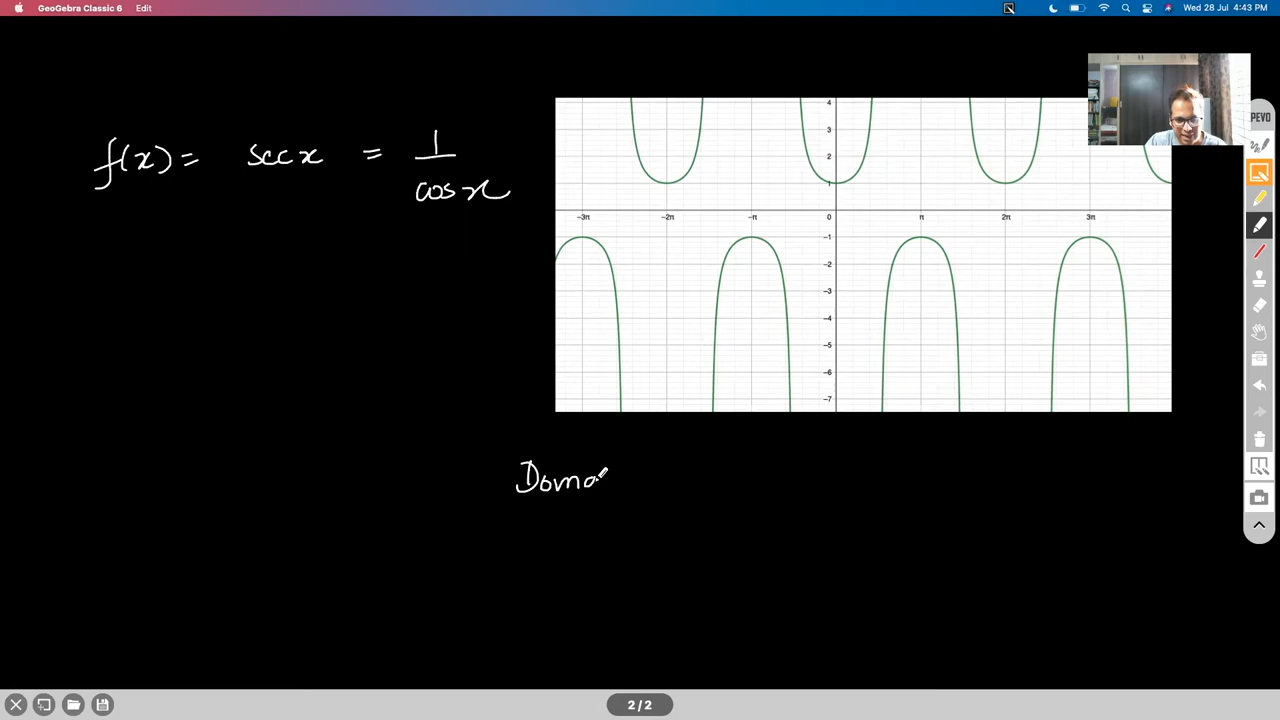 GeoGebra Classic 6 Edit Wed 28 Jul 4:43 PM
f(x) = sec x = 1
cos x
4
3
2
1
-3π -2π -π 0 π 2π 3π
-1
-2
-3
-4
-5
-6
-7
Doma
2/2